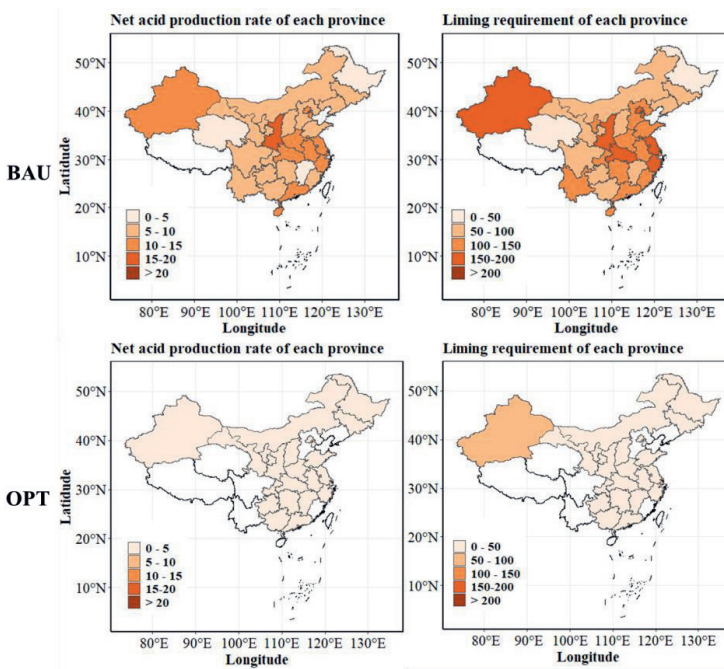 Net acid production rate of each province
Liming requirement of each province
BAU
Latidude
50°N
40°N
30°N
20°N
10°N
0 - 5
5 - 10
10 - 15
15-20
> 20
80°E 90°E 100°E 110°E 120°E 130°E
Longitude
50°N
40°N
30°N
20°N
10°N
0 - 50
50 - 100
100 - 150
150-200
> 200
80°E 90°E 100°E 110°E 120°E 130°E
Longitude
Net acid production rate of each province
Liming requirement of each province
OPT
Latidude
50°N
40°N
30°N
20°N
10°N
0 - 5
5 - 10
10 - 15
15-20
> 20
80°E 90°E 100°E 110°E 120°E 130°E
Longitude
50°N
40°N
30°N
20°N
10°N
0 - 50
50 - 100
100 - 150
150-200
> 200
80°E 90°E 100°E 110°E 120°E 130°E
Longitude